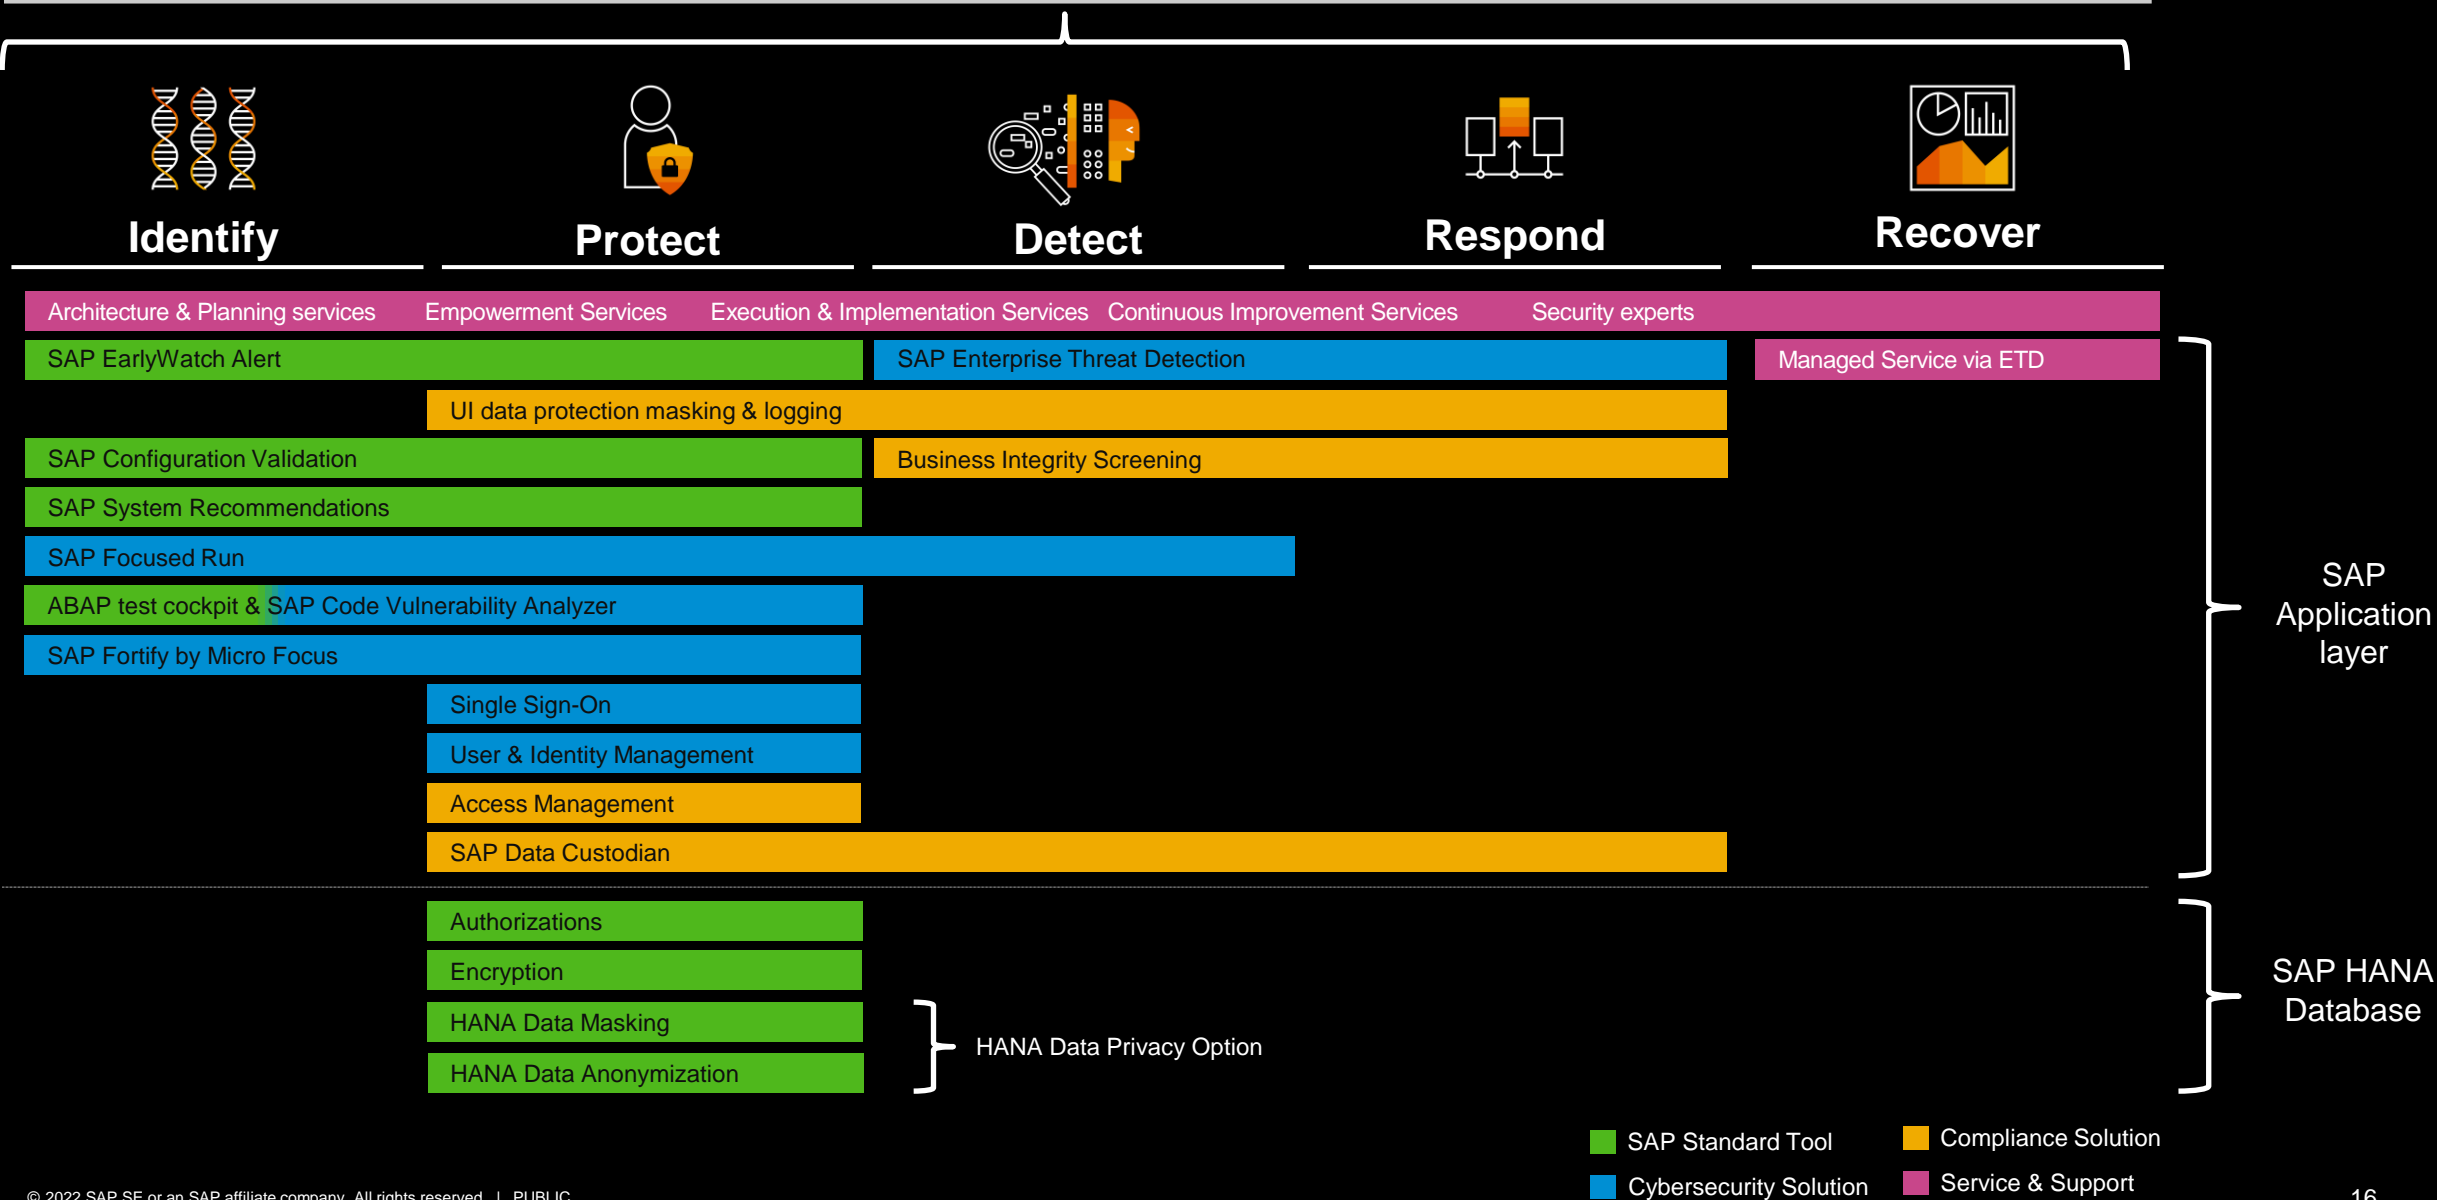 Identify
Protect
Detect
Respond
Recover
Architecture & Planning services
Empowerment Services
Execution & Implementation Services
Continuous Improvement Services
Security experts
SAP EarlyWatch Alert
SAP Enterprise Threat Detection
Managed Service via ETD
UI data protection masking & logging
SAP Configuration Validation
Business Integrity Screening
SAP System Recommendations
SAP Focused Run
ABAP test cockpit & SAP Code Vulnerability Analyzer
SAP Fortify by Micro Focus
Single Sign-On
User & Identity Management
Access Management
SAP Data Custodian
SAP
Application
layer
Authorizations
Encryption
HANA Data Masking
HANA Data Anonymization
HANA Data Privacy Option
SAP HANA
Database
SAP Standard Tool
Compliance Solution
Cybersecurity Solution
Service & Support
© 2022 SAP SE or an SAP affiliate company. All rights reserved. | PUBLIC
16